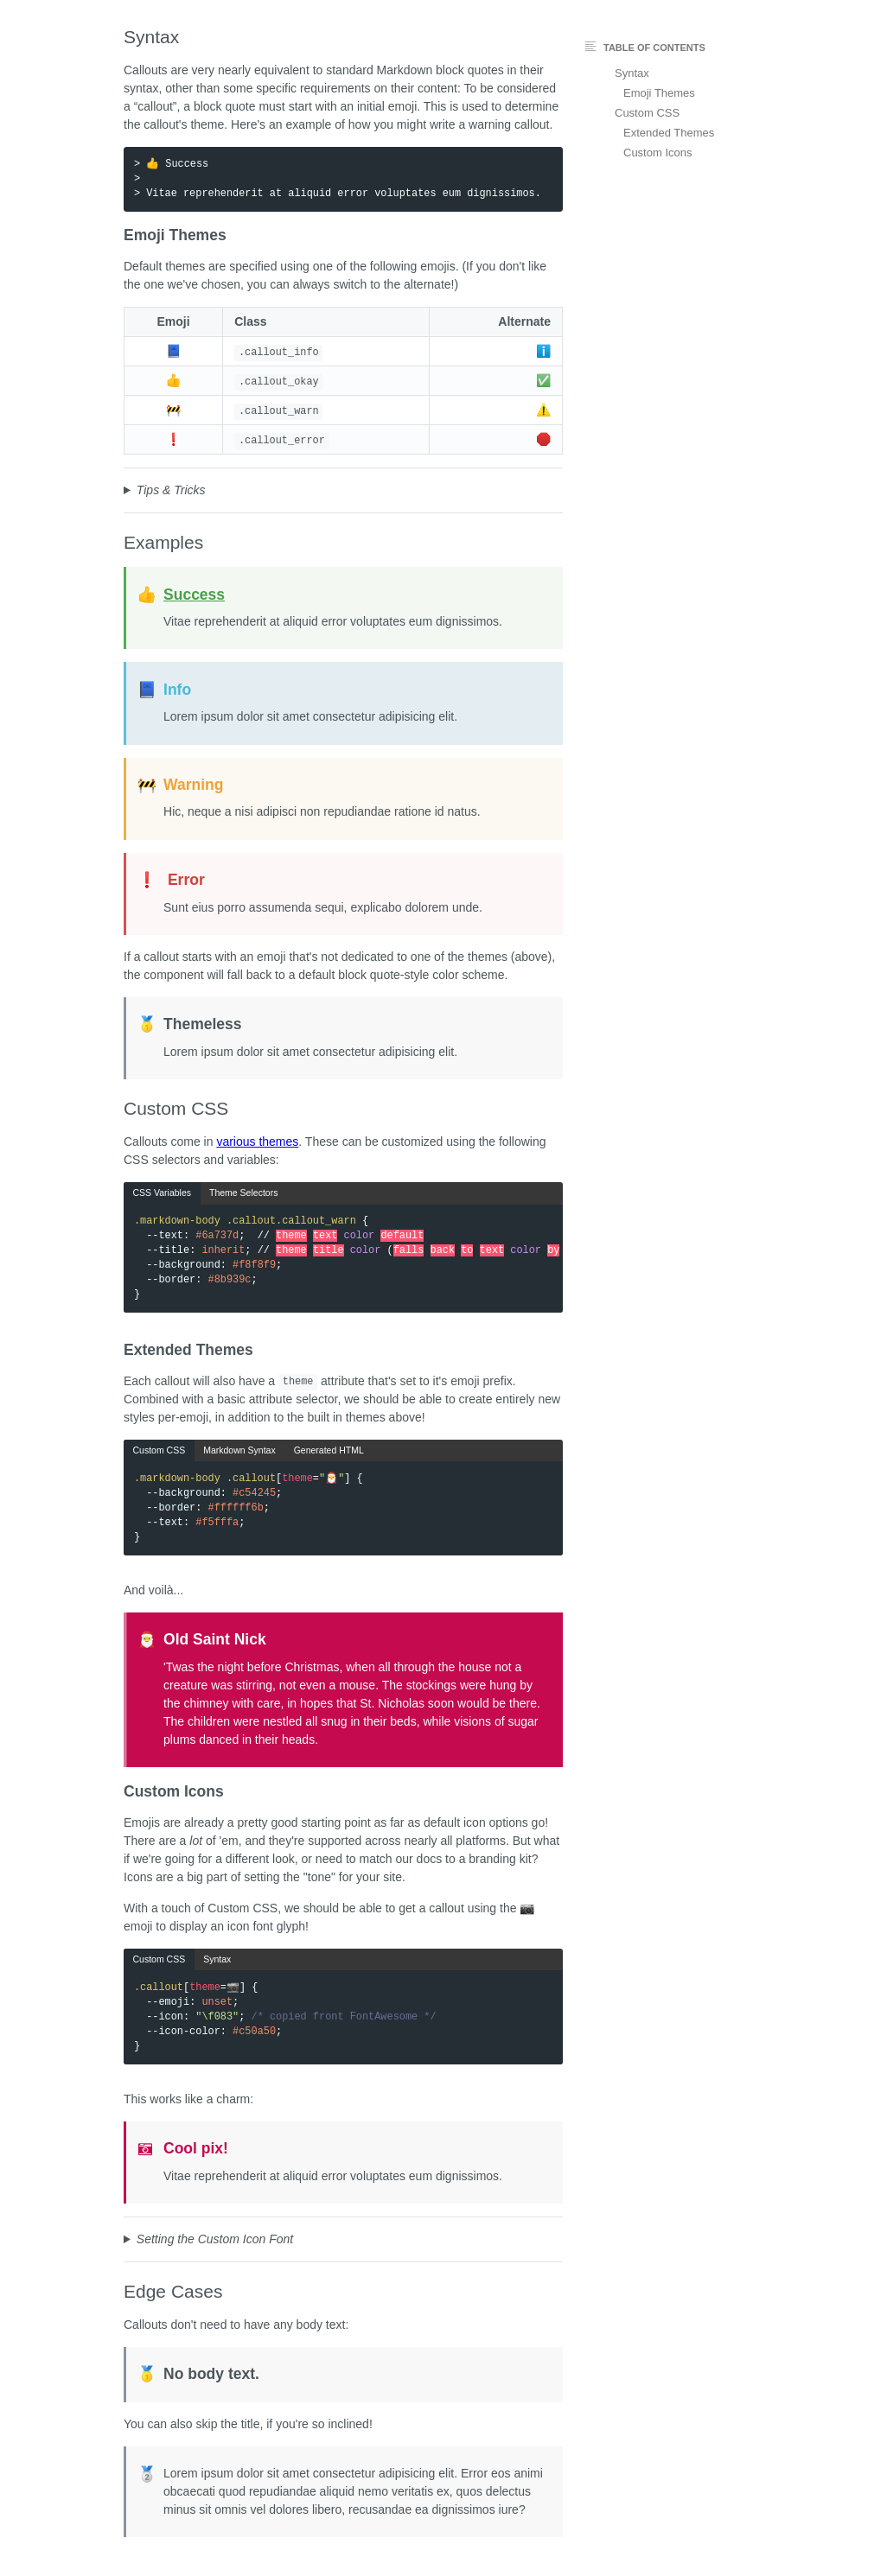 Syntax
Callouts are very nearly equivalent to standard Markdown block quotes in their
syntax, other than some specific requirements on their content: To be considered
a “callout”, a block quote must start with an initial emoji. This is used to determine
the callout's theme. Here's an example of how you might write a warning callout.
> 👍 Success
>
> Vitae reprehenderit at aliquid error voluptates eum dignissimos.
Emoji Themes
Default themes are specified using one of the following emojis. (If you don't like
the one we've chosen, you can always switch to the alternate!)
Emoji Class Alternate
📘 .callout_info ℹ️
👍 .callout_okay ✅
🚧 .callout_warn ⚠️
❗ .callout_error 🛑
Tips & Tricks
Examples
👍 Success
Vitae reprehenderit at aliquid error voluptates eum dignissimos.
📘 Info
Lorem ipsum dolor sit amet consectetur adipisicing elit.
🚧 Warning
Hic, neque a nisi adipisci non repudiandae ratione id natus.
❗ Error
Sunt eius porro assumenda sequi, explicabo dolorem unde.
If a callout starts with an emoji that's not dedicated to one of the themes (above),
the component will fall back to a default block quote-style color scheme.
🥇 Themeless
Lorem ipsum dolor sit amet consectetur adipisicing elit.
Custom CSS
Callouts come in various themes. These can be customized using the following
CSS selectors and variables:
CSS Variables Theme Selectors
.markdown-body .callout.callout_warn {
--text: #6a737d; // theme text color default
--title: inherit; // theme title color (falls back to text color by
--background: #f8f8f9;
--border: #8b939c;
}
Extended Themes
Each callout will also have a theme attribute that's set to it's emoji prefix.
Combined with a basic attribute selector, we should be able to create entirely new
styles per-emoji, in addition to the built in themes above!
Custom CSS Markdown Syntax Generated HTML
.markdown-body .callout[theme="🎅"] {
--background: #c54245;
--border: #ffffff6b;
--text: #f5fffa;
}
And voilà...
🎅 Old Saint Nick
'Twas the night before Christmas, when all through the house not a
creature was stirring, not even a mouse. The stockings were hung by
the chimney with care, in hopes that St. Nicholas soon would be there.
The children were nestled all snug in their beds, while visions of sugar
plums danced in their heads.
Custom Icons
Emojis are already a pretty good starting point as far as default icon options go!
There are a lot of 'em, and they're supported across nearly all platforms. But what
if we're going for a different look, or need to match our docs to a branding kit?
Icons are a big part of setting the "tone" for your site.
With a touch of Custom CSS, we should be able to get a callout using the 📷
emoji to display an icon font glyph!
Custom CSS Syntax
.callout[theme=📷] {
--emoji: unset;
--icon: "\f083"; /* copied front FontAwesome */
--icon-color: #c50a50;
}
This works like a charm:
Cool pix!
Vitae reprehenderit at aliquid error voluptates eum dignissimos.
Setting the Custom Icon Font
Edge Cases
Callouts don't need to have any body text:
🥇 No body text.
You can also skip the title, if you're so inclined!
🥈 Lorem ipsum dolor sit amet consectetur adipisicing elit. Error eos animi
obcaecati quod repudiandae aliquid nemo veritatis ex, quos delectus
minus sit omnis vel dolores libero, recusandae ea dignissimos iure?
TABLE OF CONTENTS
Syntax
Emoji Themes
Custom CSS
Extended Themes
Custom Icons